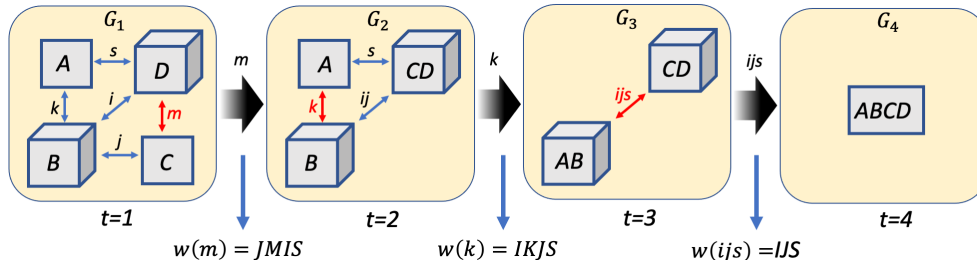 G₁ G₂ G₃ G₄
A s D m A s CD k CD ijs
k i m k ij ijs ABCD
B j C B AB
t=1 t=2 t=3 t=4
w(m) = JMIS w(k) = IKJS w(ijs) =IJS